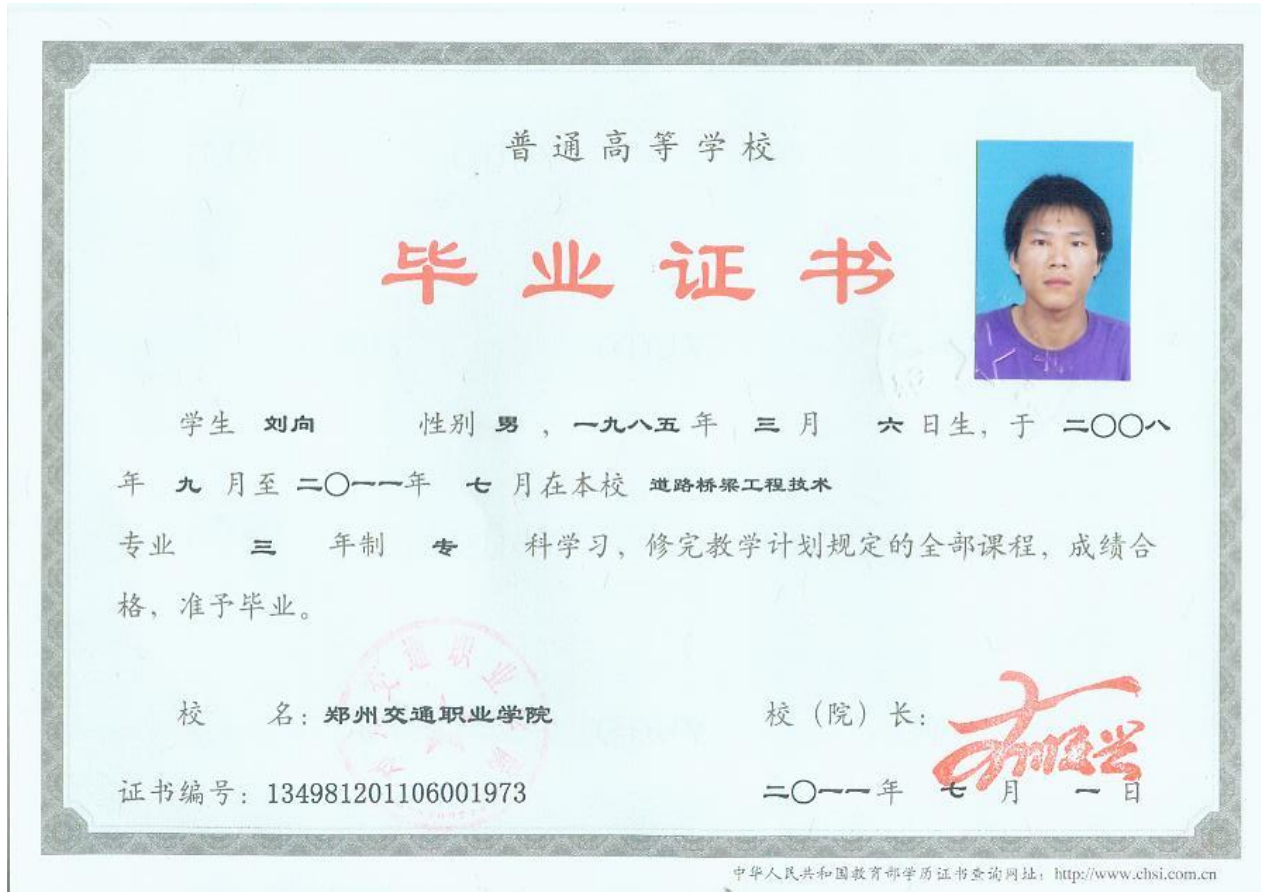 普通高等学校
毕业证书
学生 刘向 性别 男 ，一九八五 年 三 月 六 日生，于 二〇〇八
年 九 月至 二〇一一年 七 月在本校 道路桥梁工程技术
专业 三 年制 专 科学习，修完教学计划规定的全部课程，成绩合
格，准予毕业。
校 名：郑州交通职业学院
校（院）长：
证书编号：134981201106001973
二〇一一 年 七 月 一 日
中华人民共和国教育部学历证书查询网址：http://www.chsi.com.cn